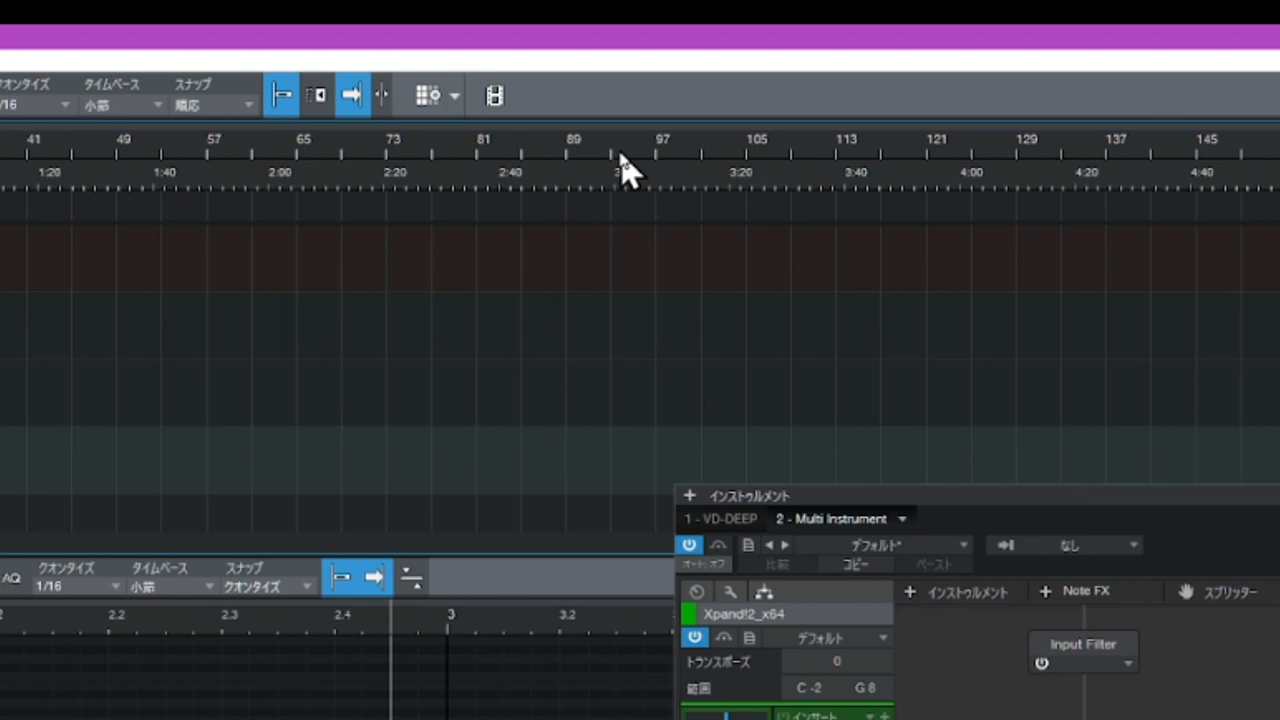 クオンタイズ タイムベース スナップ
1/16 小節 順応
41 49 57 65 73 81 89 97 105 113 121 129 137 145
1:20 1:40 2:00 2:20 2:40 3:20 3:40 4:00 4:20 4:40
インストゥルメント
1 - VD-DEEP 2 - Multi Instrument
デフォルト* なし
オート: オフ 比較 コピー ペースト
AQ クオンタイズ タイムベース スナップ
1/16 小節 クオンタイズ
インストゥルメント Note FX スプリッター
2.2 2.3 2.4 3 3.2
Xpand!2_x64
デフォルト
Input Filter
トランスポーズ 0
範囲 C -2 G 8
インサート